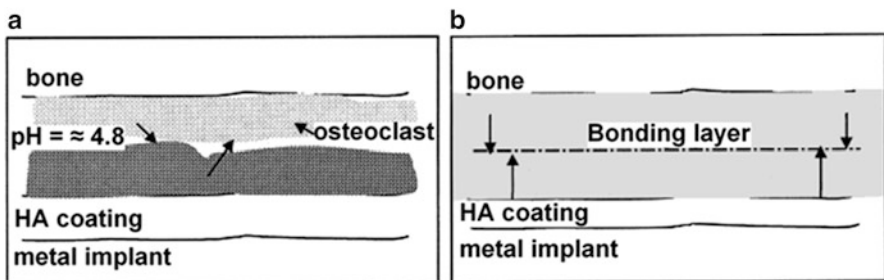 a
bone
pH = ≈ 4.8
osteoclast
HA coating
metal implant
b
bone
Bonding layer
HA coating
metal implant